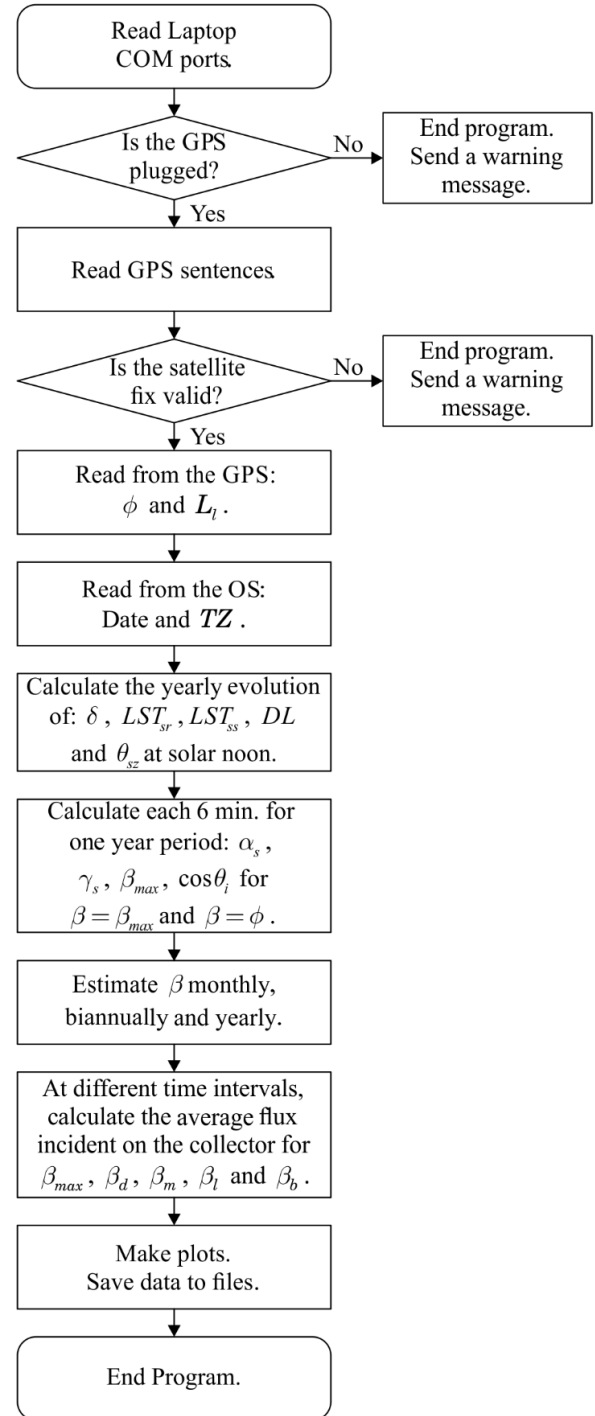 Read Laptop
COM ports.
Is the GPS
plugged?
No
End program.
Send a warning
message.
Yes
Read GPS sentences.
Is the satellite
fix valid?
No
End program.
Send a warning
message.
Yes
Read from the GPS:
ϕ and L_l .
Read from the OS:
Date and TZ .
Calculate the yearly evolution
of: δ , LST_sr , LST_ss , DL
and θ_sz at solar noon.
Calculate each 6 min. for
one year period: α_s ,
γ_s , β_max , cosθ_i for
β = β_max and β = ϕ .
Estimate β monthly,
biannually and yearly.
At different time intervals,
calculate the average flux
incident on the collector for
β_max , β_d , β_m , β_l and β_b .
Make plots.
Save data to files.
End Program.